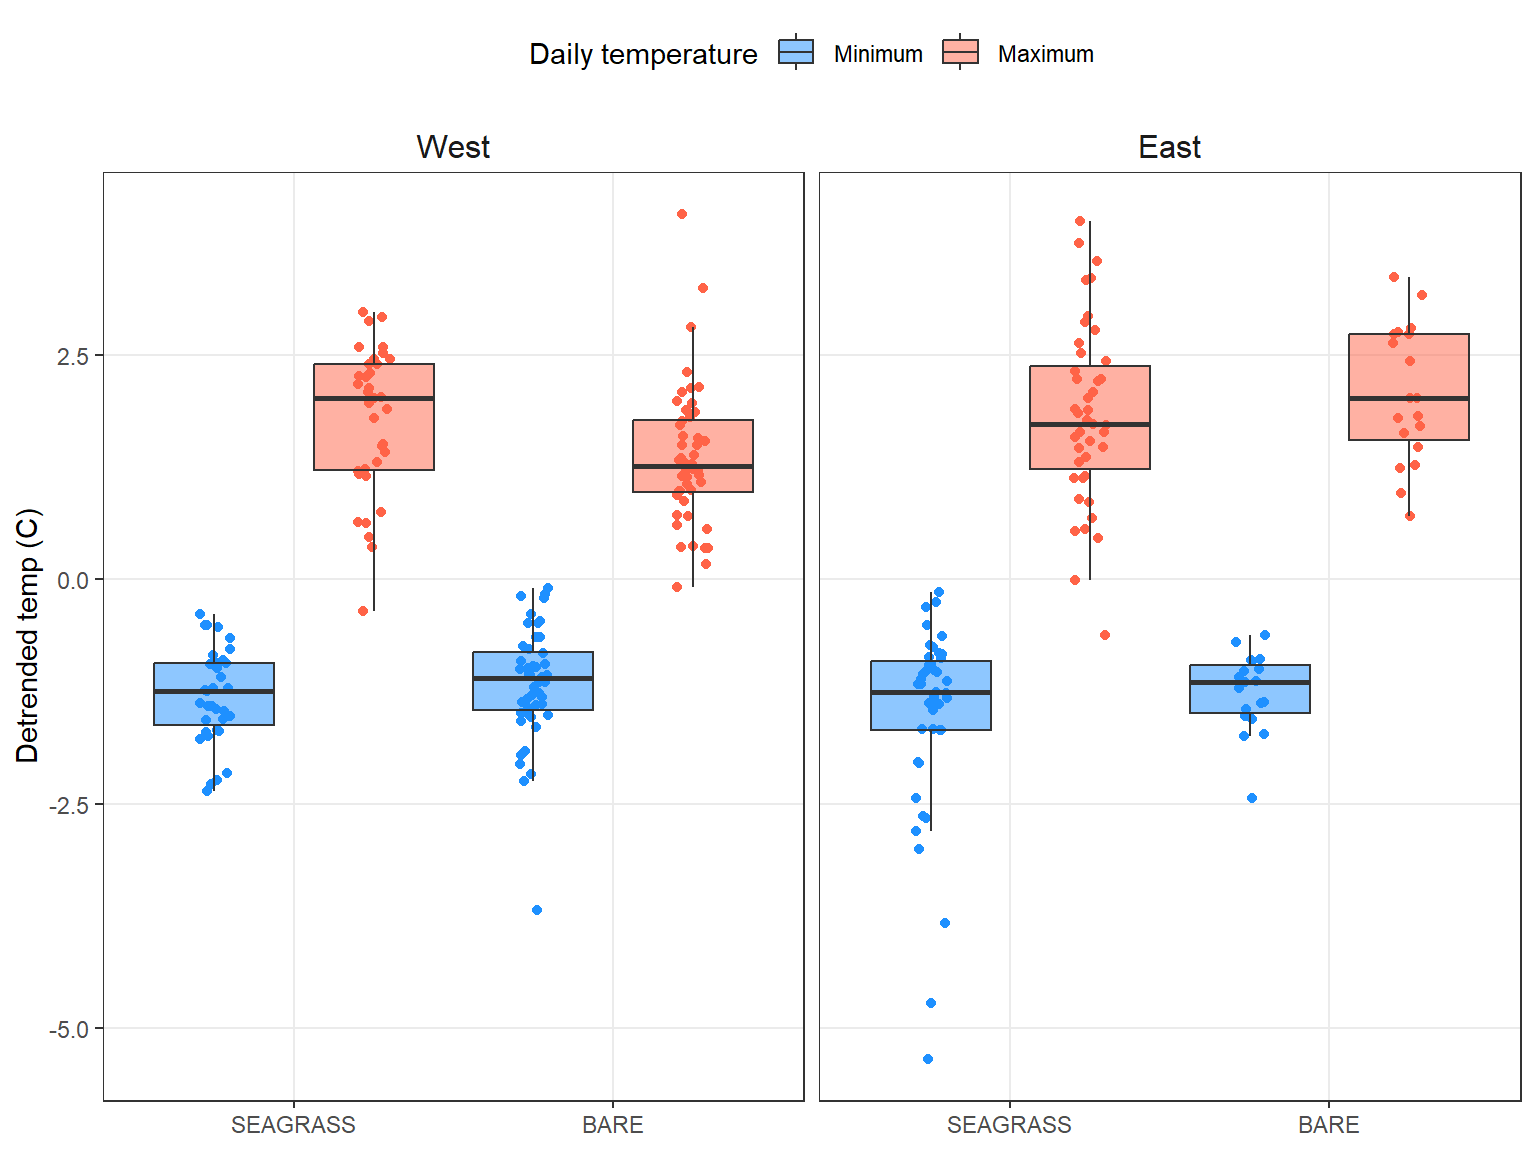 Daily temperature Minimum Maximum
West East
Detrended temp (C)
2.5
0.0
-2.5
-5.0
SEAGRASS BARE SEAGRASS BARE